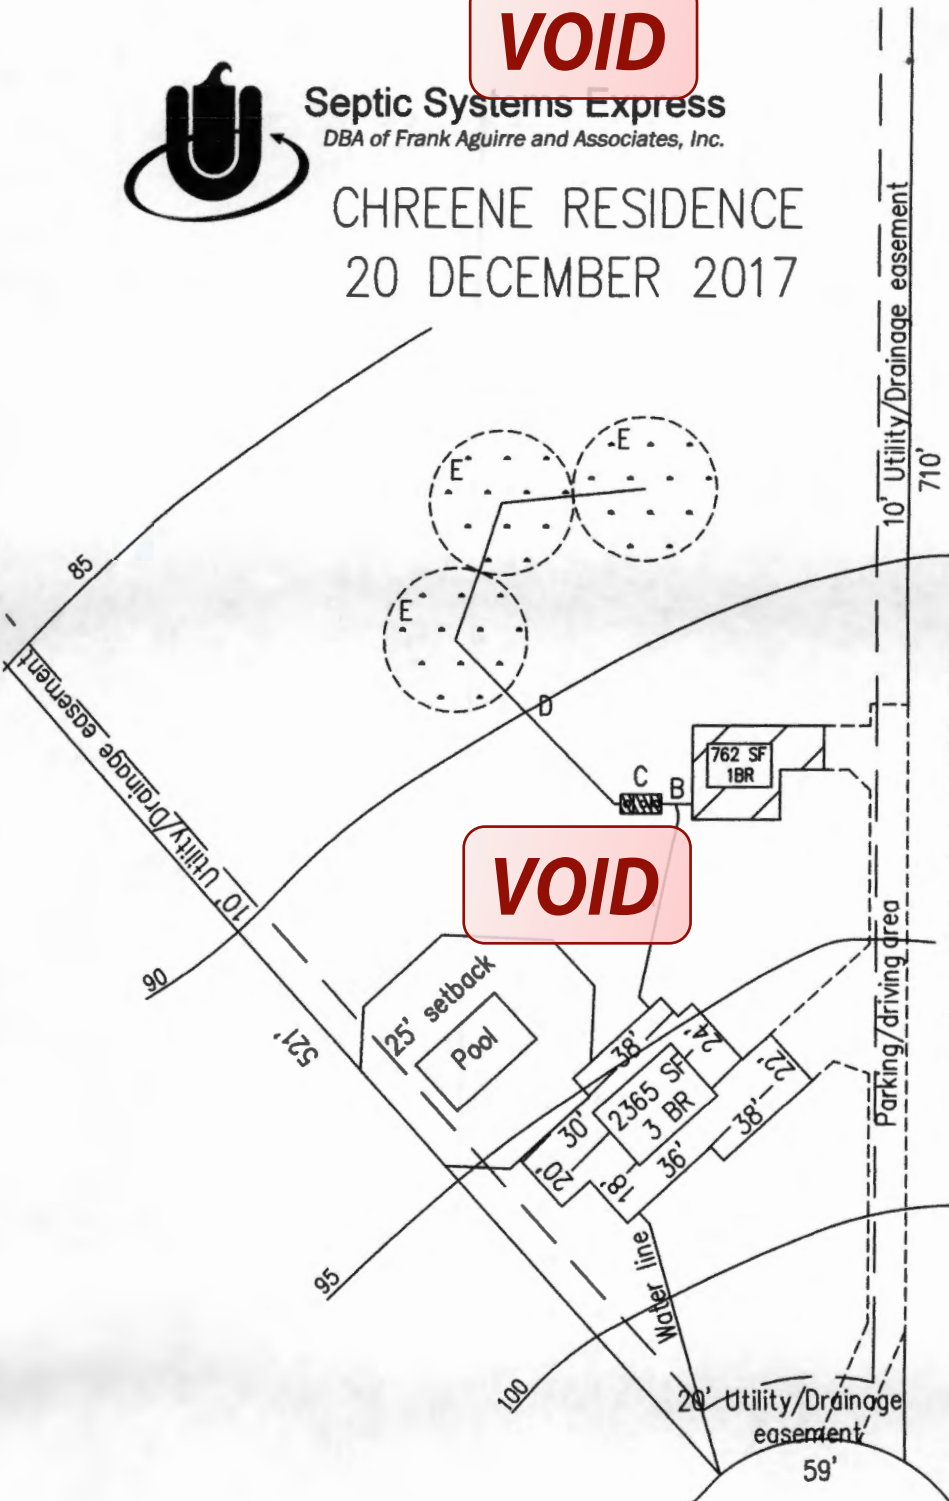 VOID
Septic Systems Express
DBA of Frank Aguirre and Associates, Inc.
CHREENE RESIDENCE
20 DECEMBER 2017
10' Utility/Drainage easement
710'
E
E
E
85
D
762 SF
1BR
C
B
10' Utility/Drainage easement
VOID
90
521'
25' setback
Pool
38'
24'
2365 SF
3 BR
22'
38'
30'
20'
18'
36'
Parking/driving area
95
Water line
100
20' Utility/Drainage
easement
59'